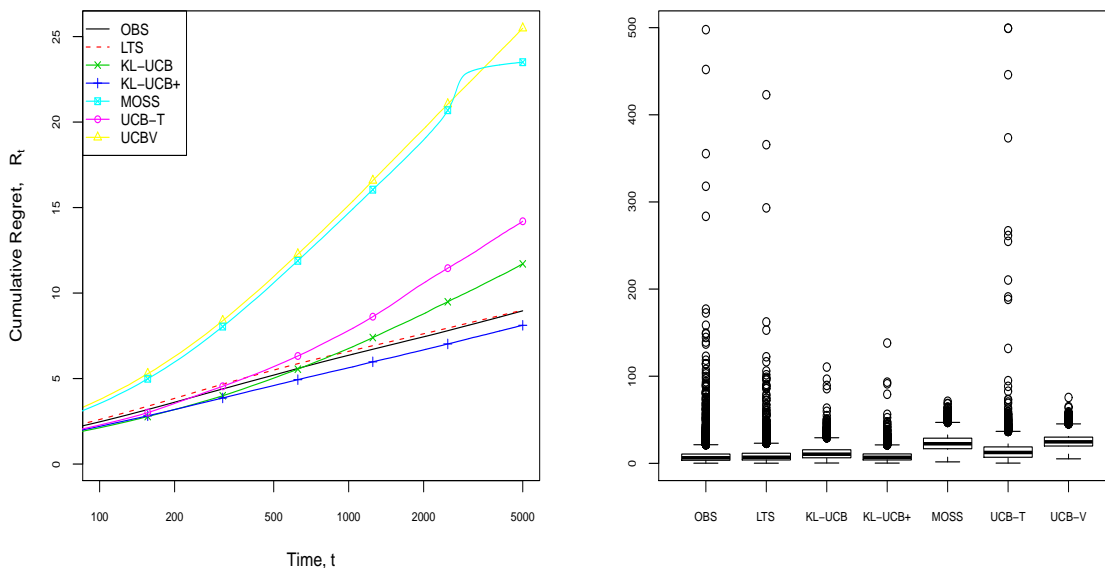 OBS
LTS
KL−UCB
KL−UCB+
MOSS
UCB−T
UCBV
Cumulative Regret, Rt
0
5
10
15
20
25
100 200 500 1000 2000 5000
Time, t
0
100
200
300
400
500
OBS LTS KL−UCB KL−UCB+ MOSS UCB−T UCB−V